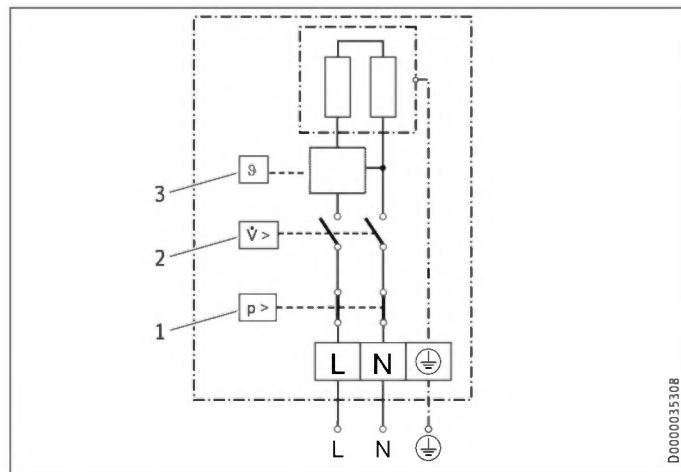 3
ϑ
2
V̇ >
1
p >
L N ⏚
L N ⏚
D0000035308